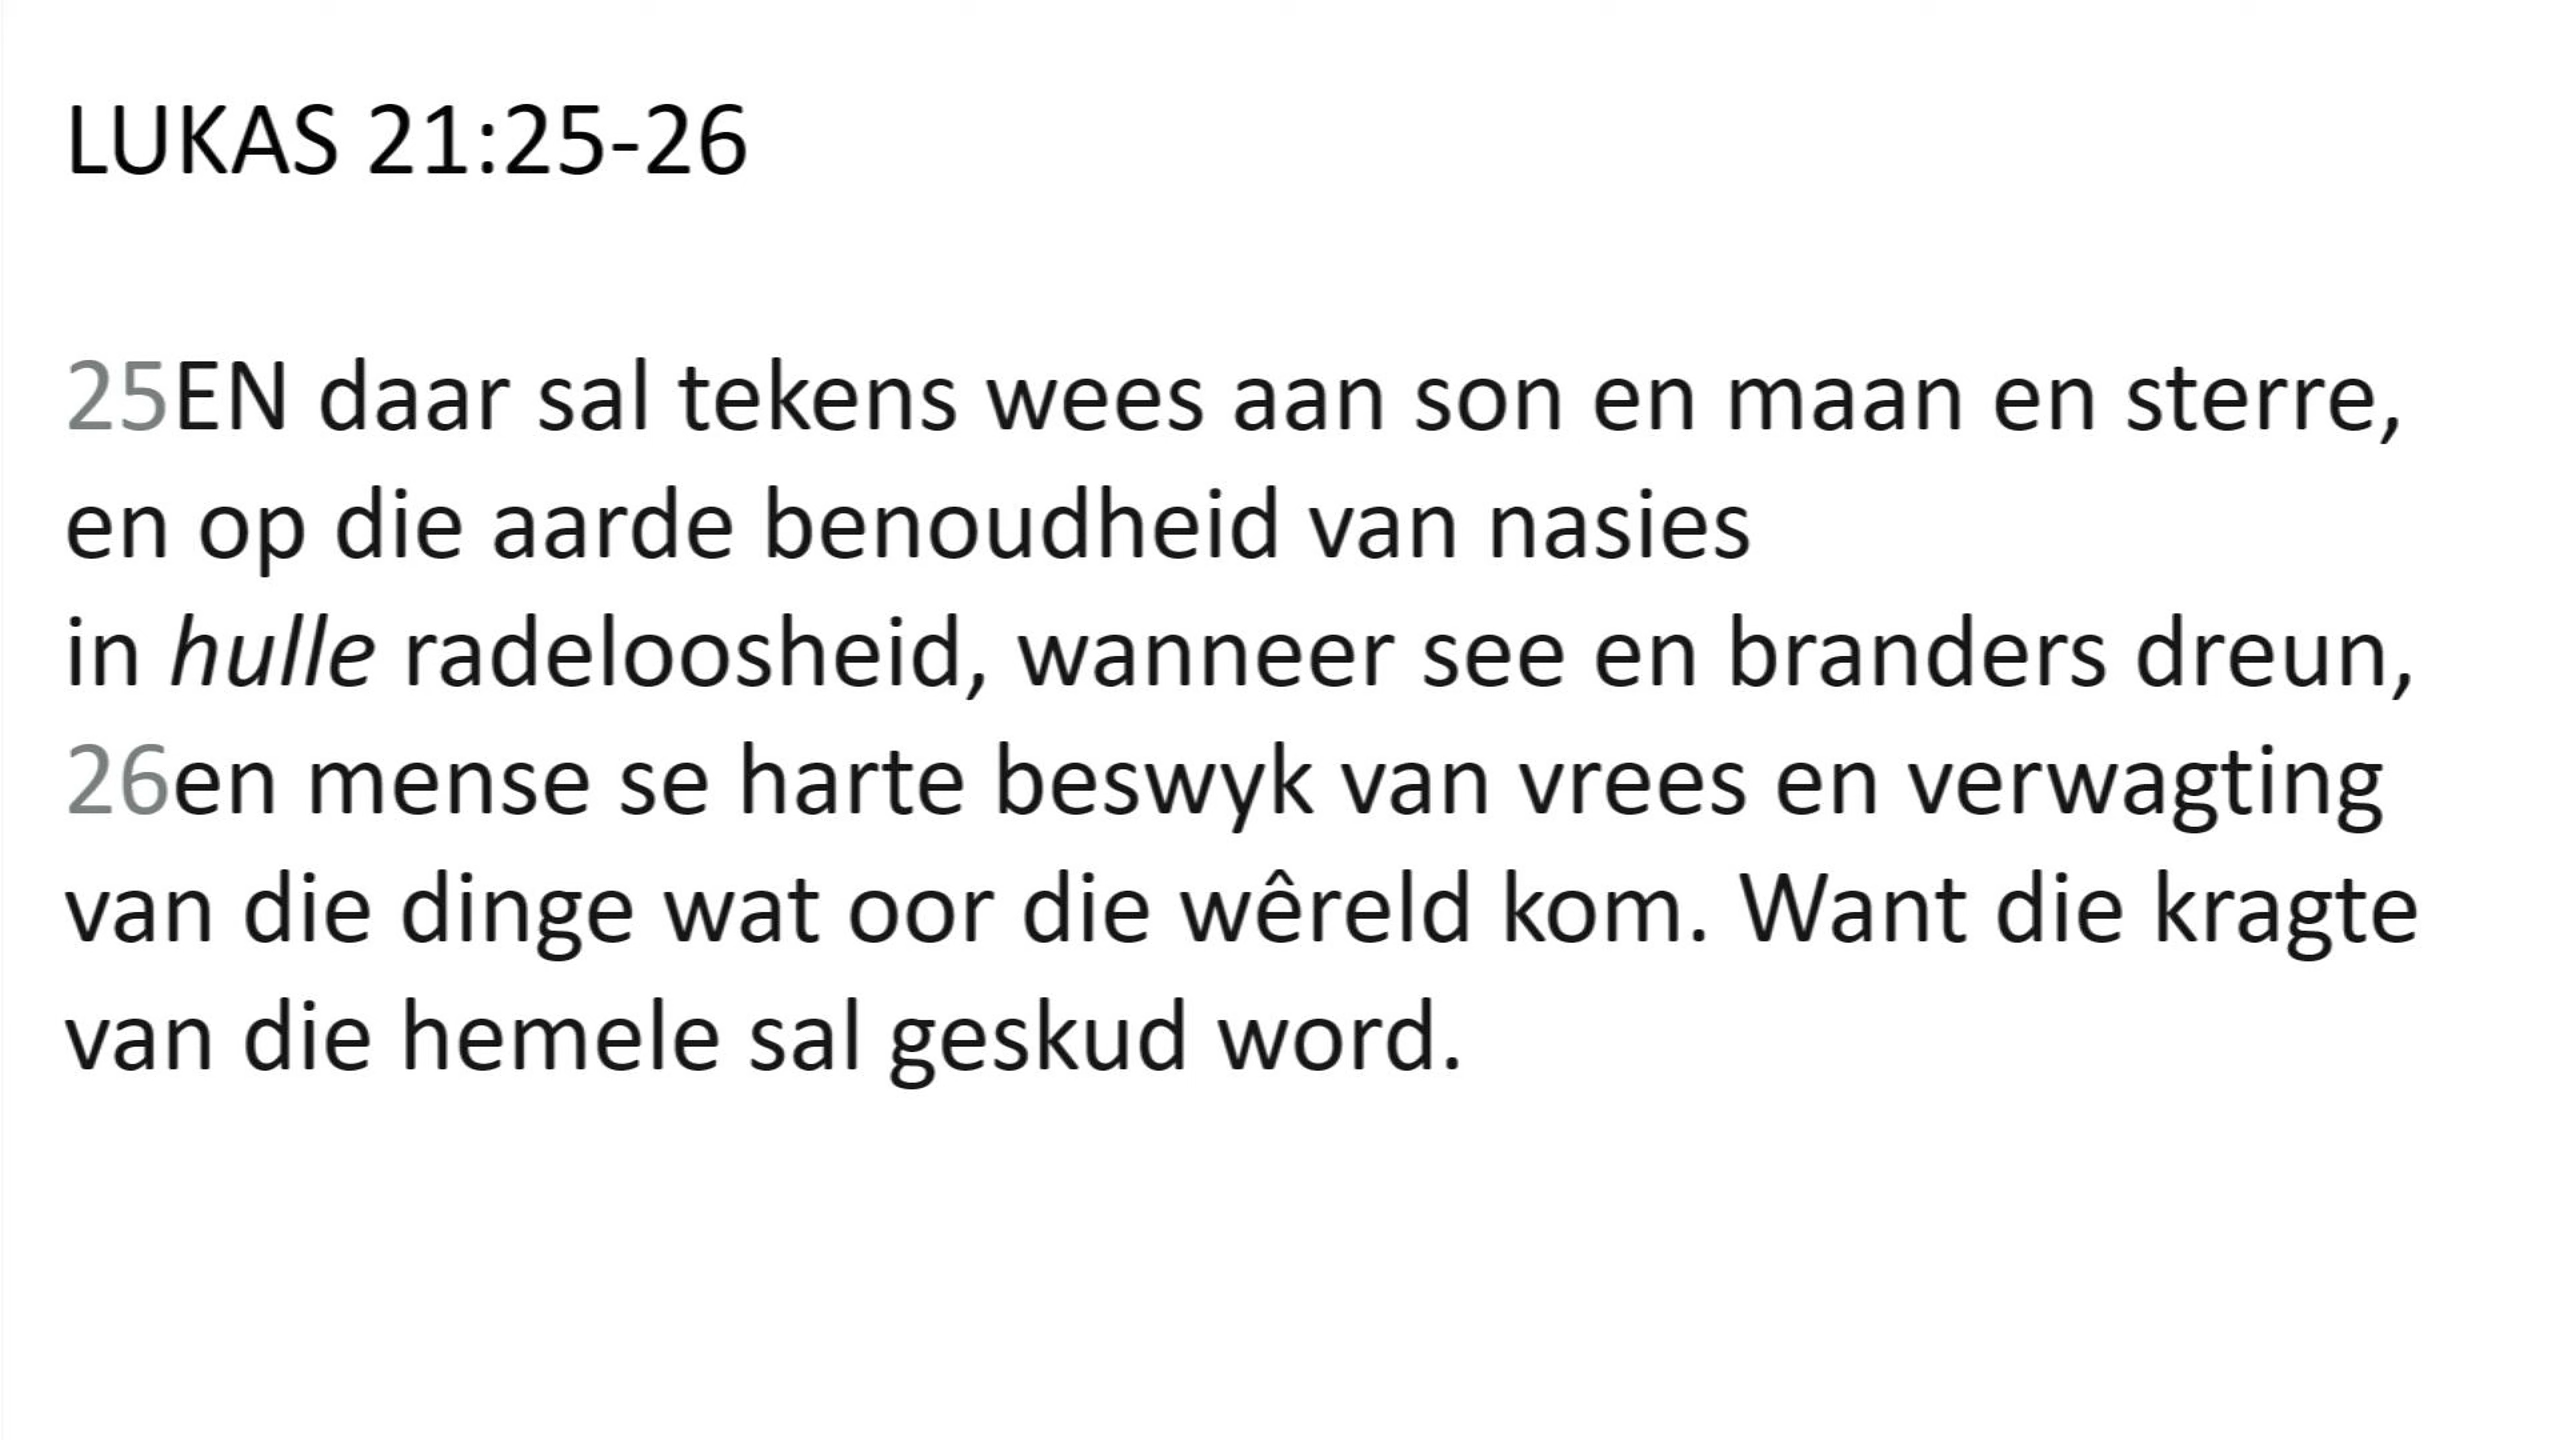 LUKAS 21:25-26
25EN daar sal tekens wees aan son en maan en sterre,
en op die aarde benoudheid van nasies
in hulle radeloosheid, wanneer see en branders dreun,
26en mense se harte beswyk van vrees en verwagting
van die dinge wat oor die wêreld kom. Want die kragte
van die hemele sal geskud word.